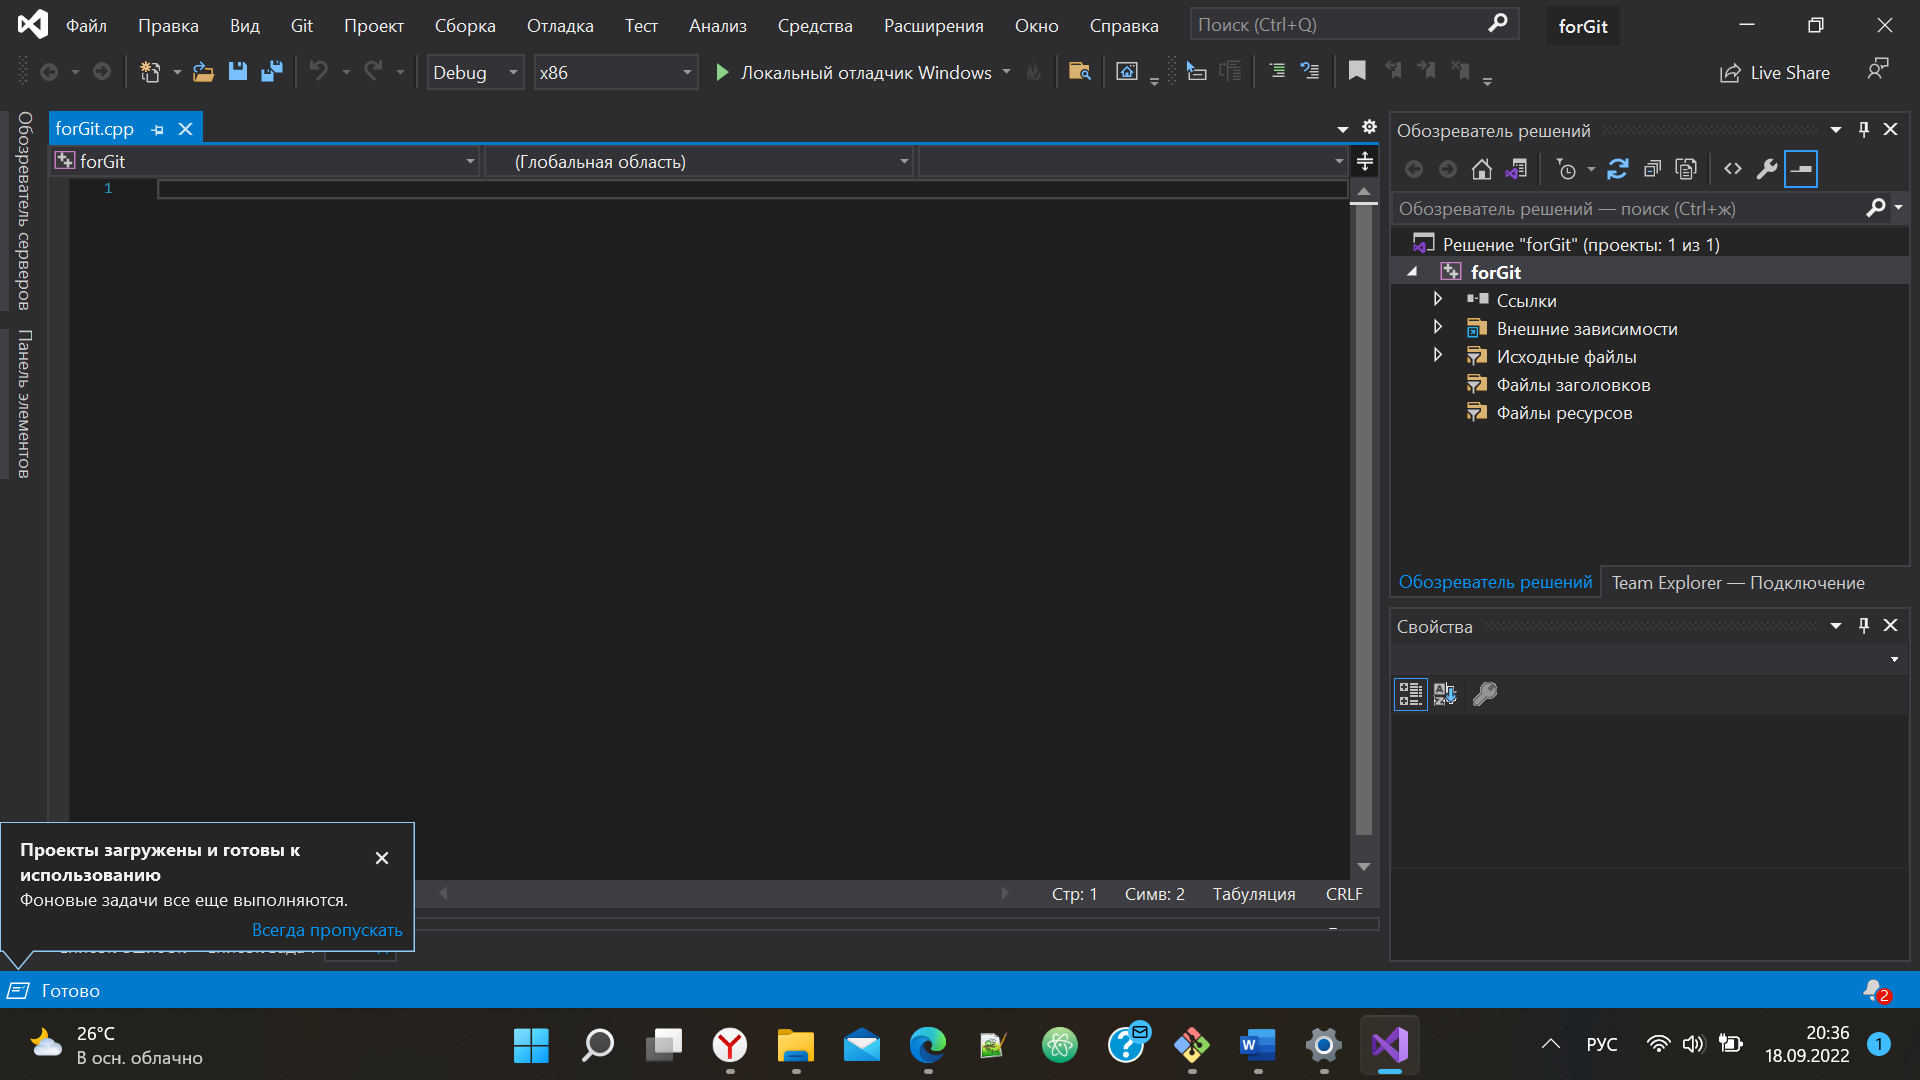 Файл Правка Вид Git Проект Сборка Отладка Тест Анализ Средства Расширения Окно Справка Поиск (Ctrl+Q) forGit
Debug x86 Локальный отладчик Windows Live Share
Обозреватель серверов
Панель элементов
forGit.cpp
forGit (Глобальная область)
1
Обозреватель решений
Обозреватель решений — поиск (Ctrl+ж)
Решение "forGit" (проекты: 1 из 1)
forGit
Ссылки
Внешние зависимости
Исходные файлы
Файлы заголовков
Файлы ресурсов
Обозреватель решений Team Explorer — Подключение
Свойства
Проекты загружены и готовы к
использованию
Фоновые задачи все еще выполняются.
Всегда пропускать
Стр: 1 Симв: 2 Табуляция CRLF
Готово
2
26°C
В осн. облачно
РУС
20:36
18.09.2022
1